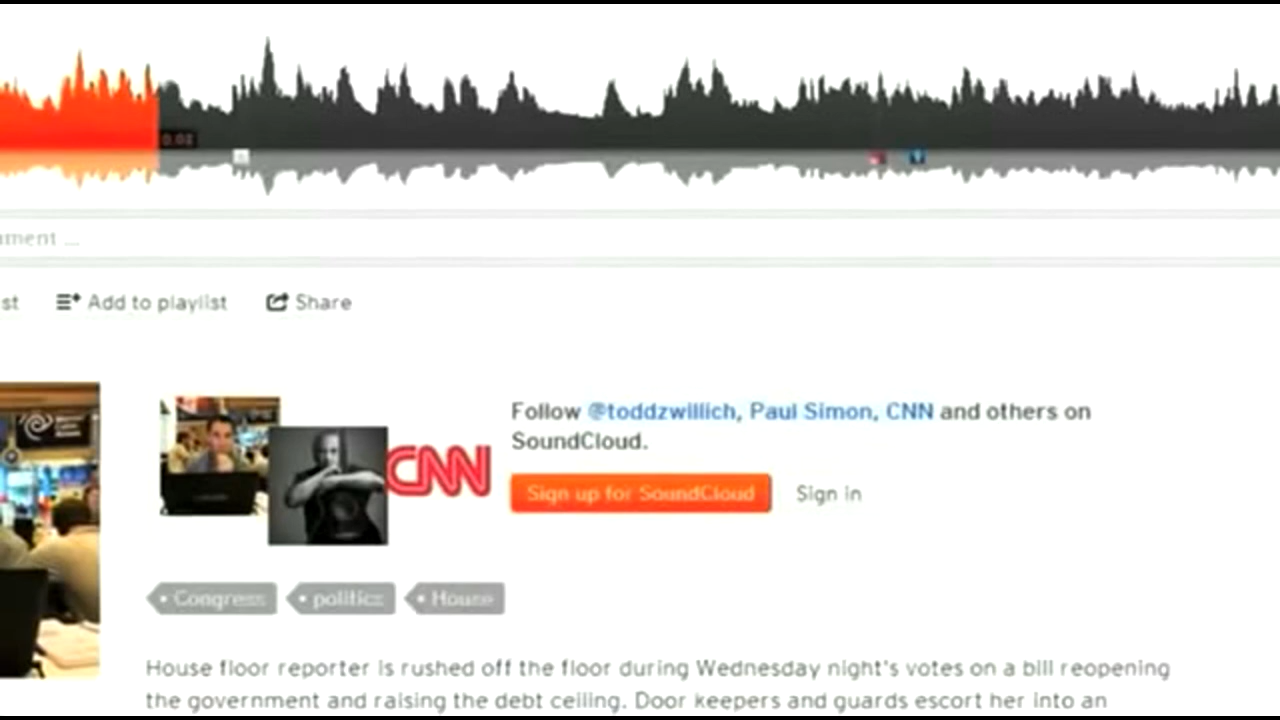 ment ...
st
Add to playlist
Share
Follow @toddzwillich, Paul Simon, CNN and others on
SoundCloud.
CNN
Sign up for SoundCloud
Sign in
Congress
politics
House
House floor reporter is rushed off the floor during Wednesday night's votes on a bill reopening
the government and raising the debt ceiling. Door keepers and guards escort her into an